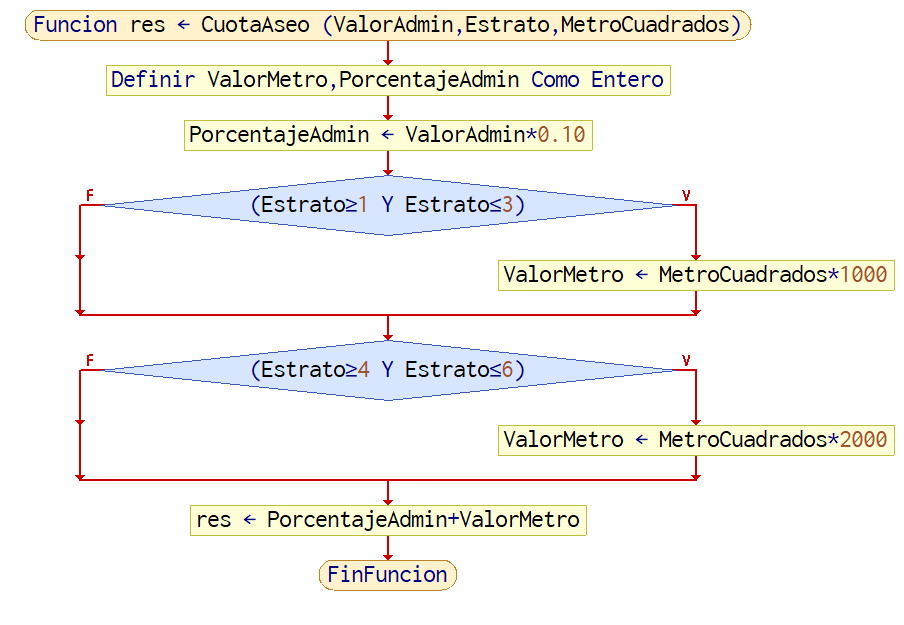 Funcion res ← CuotaAseo (ValorAdmin,Estrato,MetroCuadrados)
Definir ValorMetro,PorcentajeAdmin Como Entero
PorcentajeAdmin ← ValorAdmin*0.10
F
(Estrato≥1 Y Estrato≤3)
V
ValorMetro ← MetroCuadrados*1000
F
(Estrato≥4 Y Estrato≤6)
V
ValorMetro ← MetroCuadrados*2000
res ← PorcentajeAdmin+ValorMetro
FinFuncion